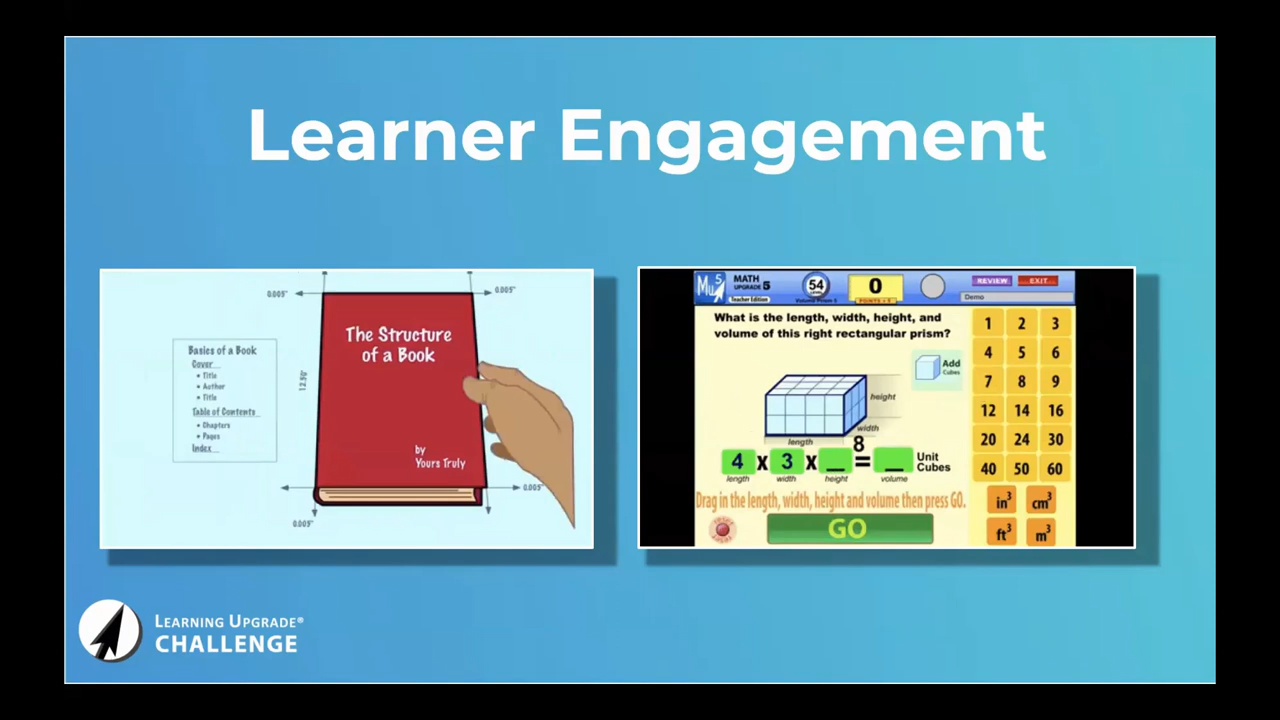 Learner Engagement
0.005"
0.005"
The Structure
of a Book
Basics of a Book
Cover
• Title
• Author
• Title
Table of Contents
• Chapters
• Pages
Index
12.50"
by
Yours Truly
0.005"
0.005"
Mu5
MATH
UPGRADE 5
Teacher Edition
54
LEVEL
0
REVIEW
EXIT
Demo
What is the length, width, height, and
volume of this right rectangular prism?
Add
Cubes
height
width
length
8
4 x 3 x _ = _ Unit
Cubes
length width height volume
Drag in the length, width, height and volume then press GO.
GO
1 2 3
4 5 6
7 8 9
12 14 16
20 24 30
40 50 60
in³ cm³
ft³ m³
LEARNING UPGRADE®
CHALLENGE